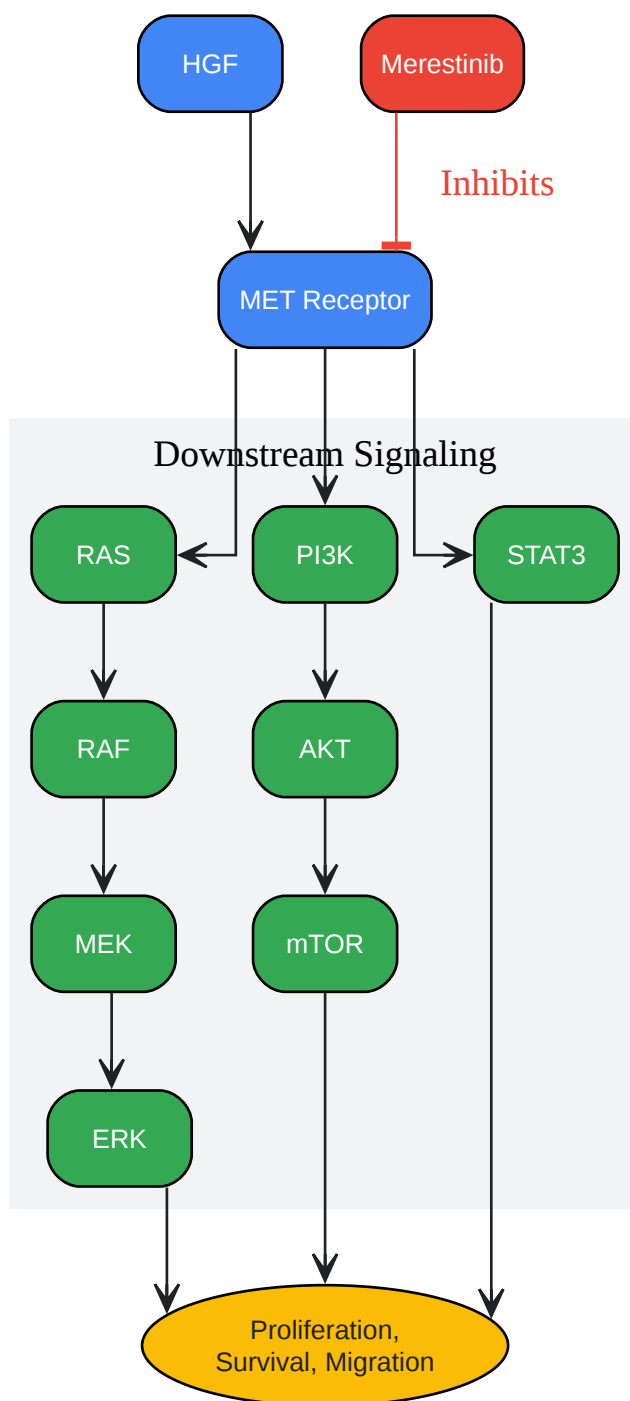 HGF
Merestinib
Inhibits
MET Receptor
Downstream Signaling
RAS
PI3K
STAT3
RAF
AKT
MEK
mTOR
ERK
Proliferation,
Survival, Migration